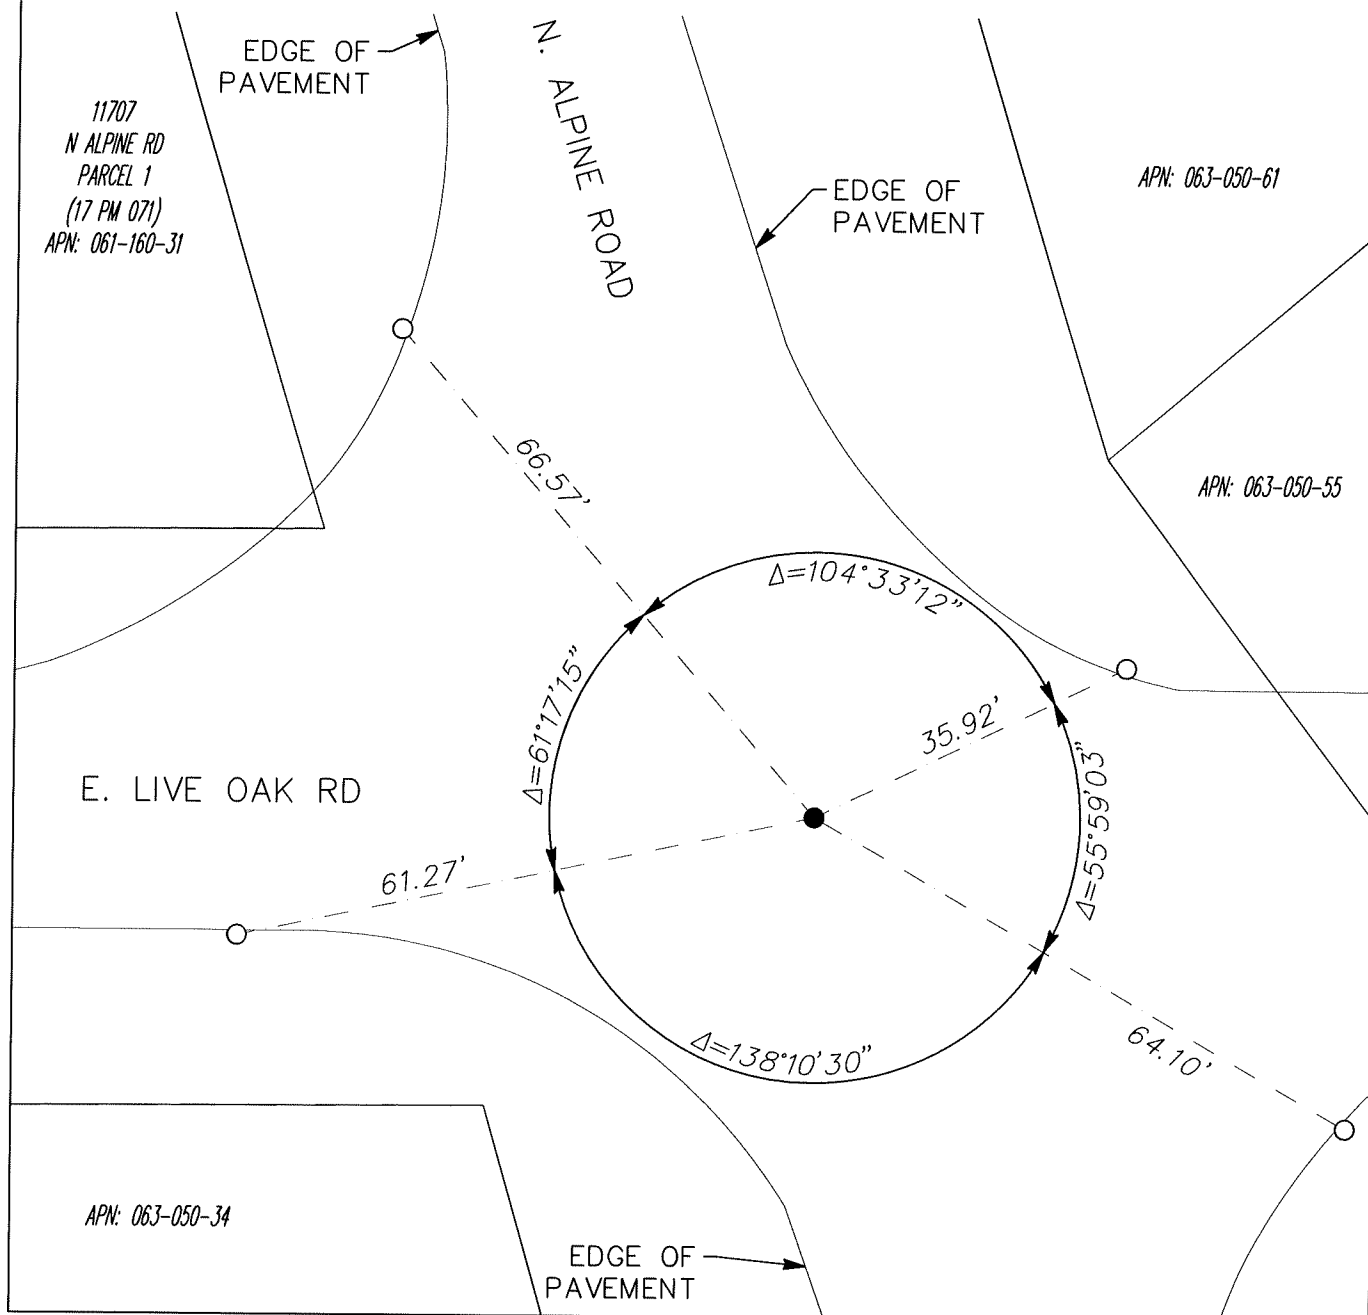 EDGE OF
PAVEMENT
N. ALPINE ROAD
11707
N ALPINE RD
PARCEL 1
(17 PM 071)
APN: 061-160-31
EDGE OF
PAVEMENT
APN: 063-050-61
66.57'
APN: 063-050-55
Δ=104°33'12"
Δ=61°17'15"
35.92'
Δ=55°59'03"
E. LIVE OAK RD
61.27'
Δ=138°10'30"
64.10'
APN: 063-050-34
EDGE OF
PAVEMENT